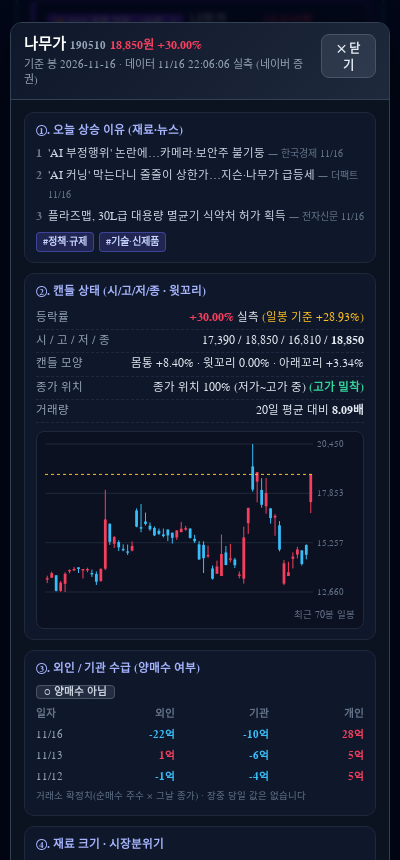 나무가 190510 18,850원 +30.00%
기준 봉 2026-11-16 · 데이터 11/16 22:06:06 실측 (네이버 증
권)
✕ 닫
기
①. 오늘 상승 이유 (재료·뉴스)
1 'AI 부정행위' 논란에…카메라·보안주 불기둥 — 한국경제 11/16
2 'AI 커닝' 막는다니 줄줄이 상한가…지슨·나무가 급등세 — 더팩트
11/16
3 플라즈맵, 30L급 대용량 멸균기 식약처 허가 획득 — 전자신문 11/16
#정책·규제 #기술·신제품
②. 캔들 상태 (시/고/저/종 · 윗꼬리)
등락률 +30.00% 실측 (일봉 기준 +28.93%)
시 / 고 / 저 / 종 17,390 / 18,850 / 16,810 / 18,850
캔들 모양 몸통 +8.40% · 윗꼬리 0.00% · 아래꼬리 +3.34%
종가 위치 종가 위치 100% (저가~고가 중) (고가 밀착)
거래량 20일 평균 대비 8.09배
20,450
17,853
15,257
12,660
최근 70봉 일봉
③. 외인 / 기관 수급 (양매수 여부)
○ 양매수 아님
일자 외인 기관 개인
11/16 -22억 -10억 28억
11/13 1억 -6억 5억
11/12 -1억 -4억 5억
거래소 확정치(순매수 주수 × 그날 종가) · 장중 당일 값은 없습니다
④. 재료 크기 · 시장분위기